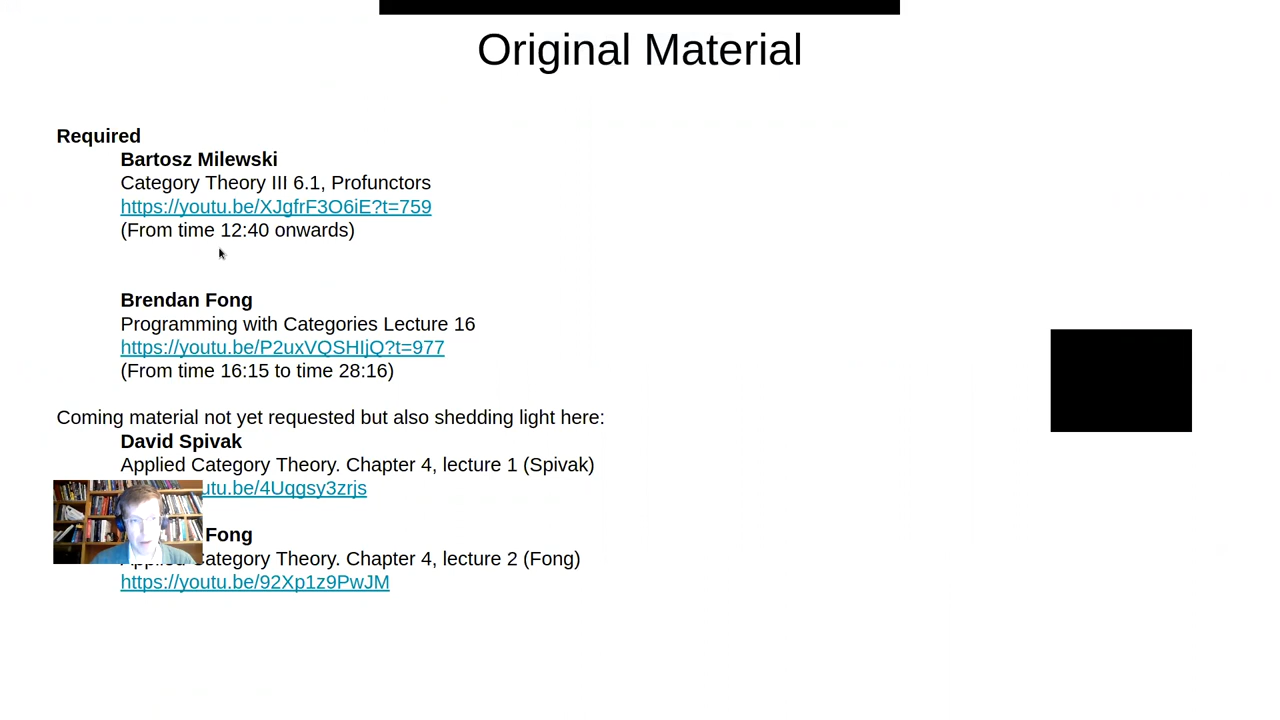 Original Material
Required
Bartosz Milewski
Category Theory III 6.1, Profunctors
https://youtu.be/XJgfrF3O6iE?t=759
(From time 12:40 onwards)
Brendan Fong
Programming with Categories Lecture 16
https://youtu.be/P2uxVQSHIjQ?t=977
(From time 16:15 to time 28:16)
Coming material not yet requested but also shedding light here:
David Spivak
Applied Category Theory. Chapter 4, lecture 1 (Spivak)
utu.be/4Uqgsy3zrjs
Fong
Category Theory. Chapter 4, lecture 2 (Fong)
https://youtu.be/92Xp1z9PwJM